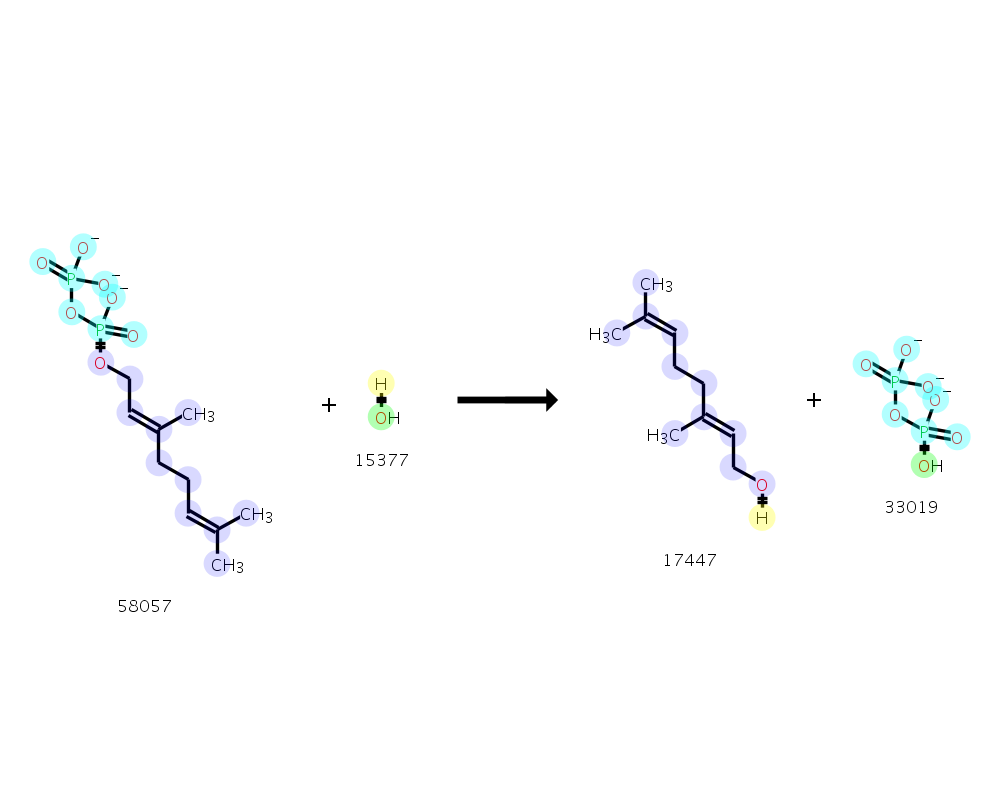 O⁻
O P O⁻
O⁻
O P O
O
CH₃
CH₃
CH₃
58057
+
H
OH
15377
CH₃
H₃C
H₃C
O
H
17447
+
O⁻
O P O⁻
O⁻
O P O
OH
33019